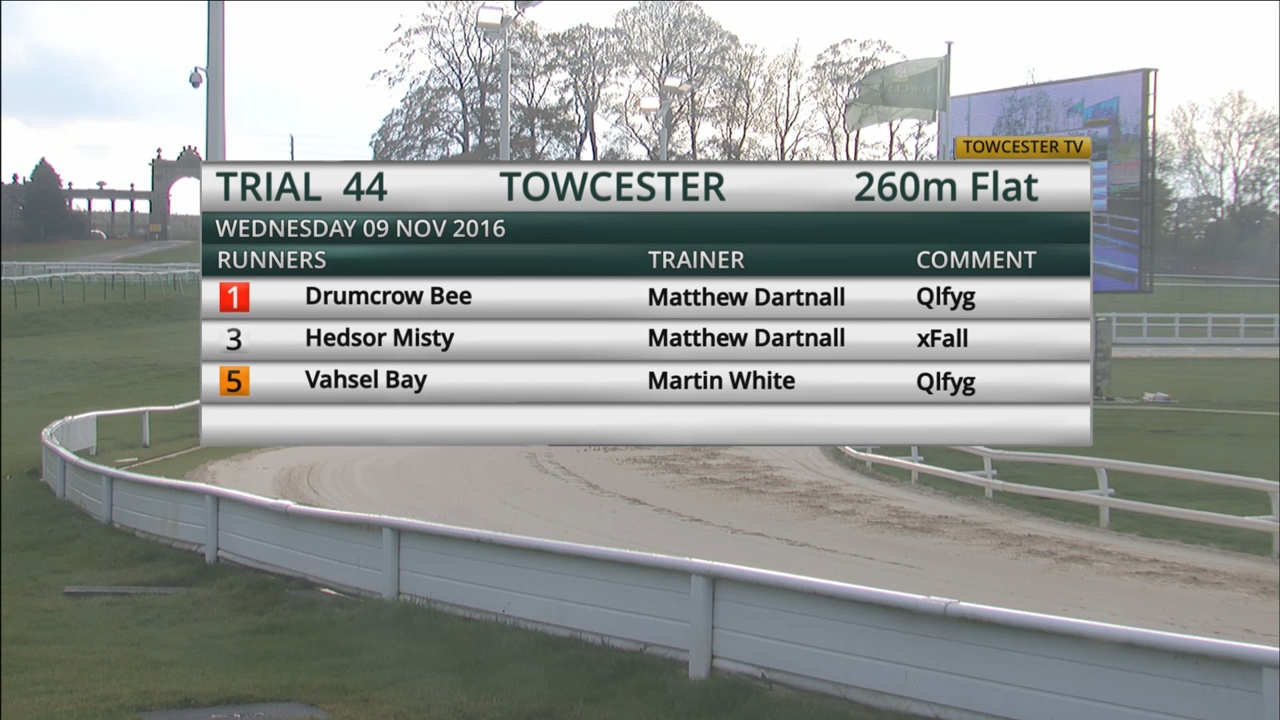 TOWCESTER TV
TRIAL 44 TOWCESTER 260m Flat
WEDNESDAY 09 NOV 2016
RUNNERS TRAINER COMMENT
1 Drumcrow Bee Matthew Dartnall Qlfyg
3 Hedsor Misty Matthew Dartnall xFall
5 Vahsel Bay Martin White Qlfyg